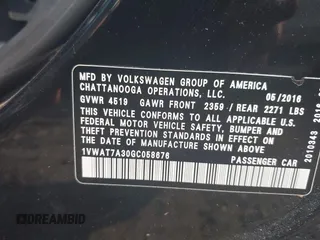 MFD BY VOLKSWAGEN GROUP OF AMERICA
CHATTANOOGA OPERATIONS, LLC. 05/2016
GVWR 4519 GAWR FRONT 2359 / REAR 2271 LBS
THIS VEHICLE CONFORMS TO ALL APPLICABLE U.S.
FEDERAL MOTOR VEHICLE SAFETY, BUMPER AND
THEFT PREVENTION STANDARDS IN EFFECT ON THE
DATE OF MANUFACTURE SHOWN ABOVE.
1VWAT7A30GC058676 PASSENGER CAR
2010343